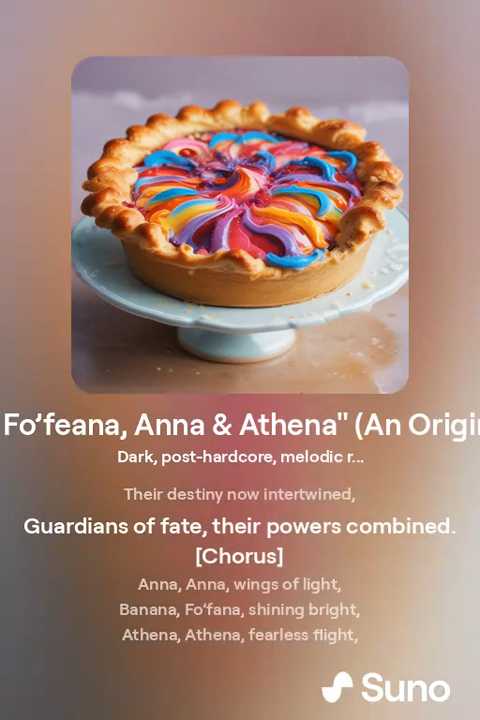 Fo’feana, Anna & Athena" (An Origi
Dark, post-hardcore, melodic r...
Their destiny now intertwined,
Guardians of fate, their powers combined.
[Chorus]
Anna, Anna, wings of light,
Banana, Fo’fana, shining bright,
Athena, Athena, fearless flight,
Suno